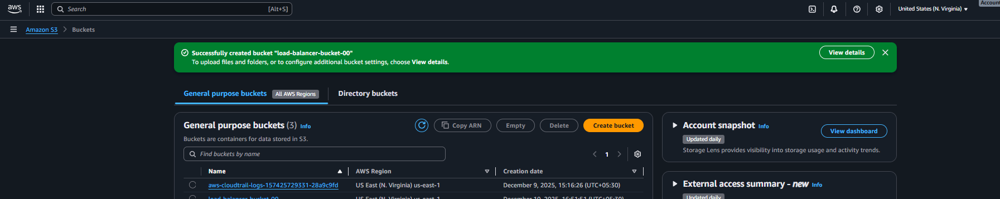 aws
Search [Alt+S]
United States (N. Virginia)
Account
Amazon S3 > Buckets
Successfully created bucket "load-balancer-bucket-00"
To upload files and folders, or to configure additional bucket settings, choose View details.
View details
General purpose buckets All AWS Regions
Directory buckets
General purpose buckets (3) Info
Copy ARN
Empty
Delete
Create bucket
Buckets are containers for data stored in S3.
Find buckets by name
1
Name AWS Region Creation date
aws-cloudtrail-logs-157425729331-28a9c9fd US East (N. Virginia) us-east-1 December 9, 2025, 15:16:26 (UTC+05:30)
load-balancer-bucket-00 US East (N. Virginia) us-east-1 December 10, 2025, 16:51:51 (UTC+05:30)
Account snapshot Info
Updated daily
View dashboard
Storage Lens provides visibility into storage usage and activity trends.
External access summary - new Info
Updated daily